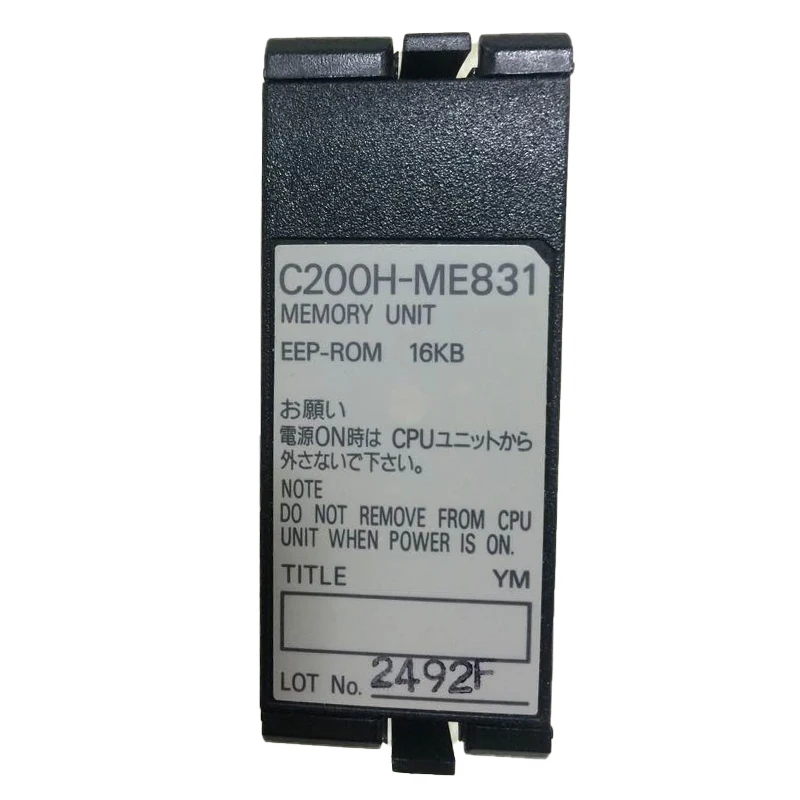 C200H-ME831
MEMORY UNIT
EEP-ROM 16KB
お願い
電源ON時は CPUユニットから
外さないで下さい。
NOTE
DO NOT REMOVE FROM CPU
UNIT WHEN POWER IS ON.
TITLE YM
LOT No. 2492F